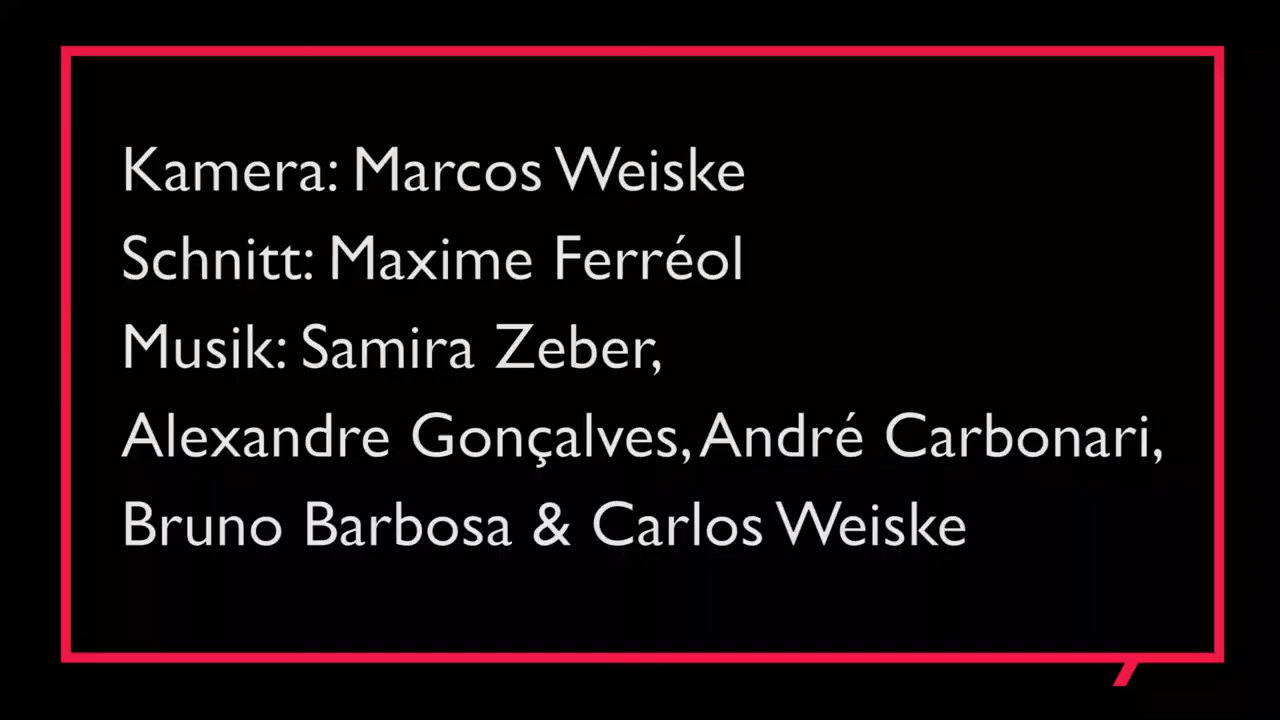 Kamera: Marcos Weiske
Schnitt: Maxime Ferréol
Musik: Samira Zeber,
Alexandre Gonçalves, André Carbonari,
Bruno Barbosa & Carlos Weiske